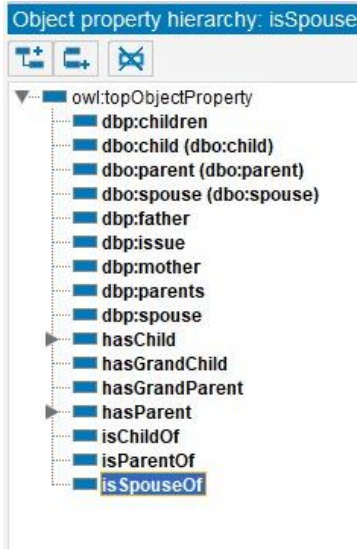 Object property hierarchy: isSpouse
owl:topObjectProperty
dbp:children
dbo:child (dbo:child)
dbo:parent (dbo:parent)
dbo:spouse (dbo:spouse)
dbp:father
dbp:issue
dbp:mother
dbp:parents
dbp:spouse
hasChild
hasGrandChild
hasGrandParent
hasParent
isChildOf
isParentOf
isSpouseOf